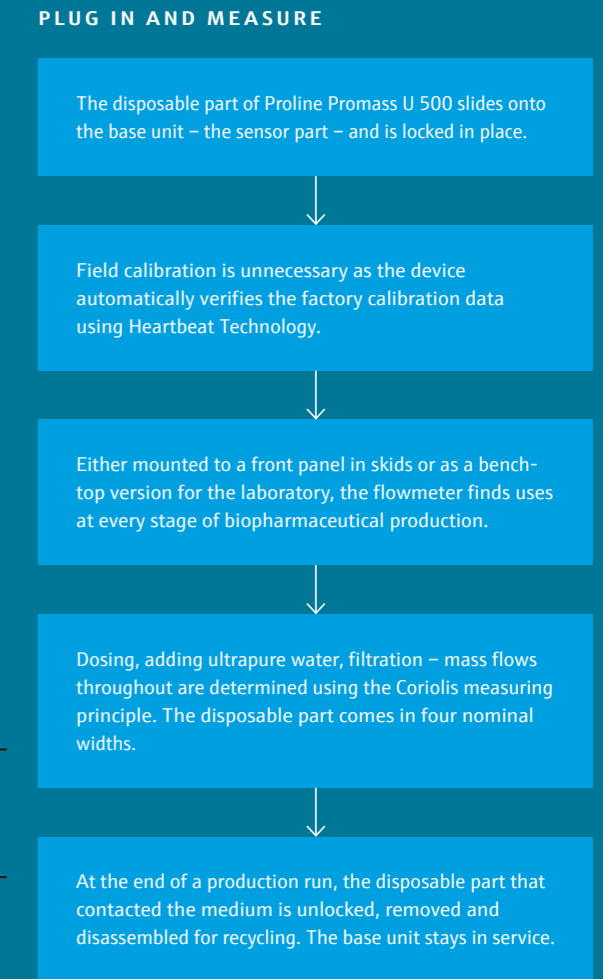 PLUG IN AND MEASURE
The disposable part of Proline Promass U 500 slides onto
the base unit – the sensor part – and is locked in place.
Field calibration is unnecessary as the device
automatically verifies the factory calibration data
using Heartbeat Technology.
Either mounted to a front panel in skids or as a bench-
top version for the laboratory, the flowmeter finds uses
at every stage of biopharmaceutical production.
Dosing, adding ultrapure water, filtration – mass flows
throughout are determined using the Coriolis measuring
principle. The disposable part comes in four nominal
widths.
At the end of a production run, the disposable part that
contacted the medium is unlocked, removed and
disassembled for recycling. The base unit stays in service.